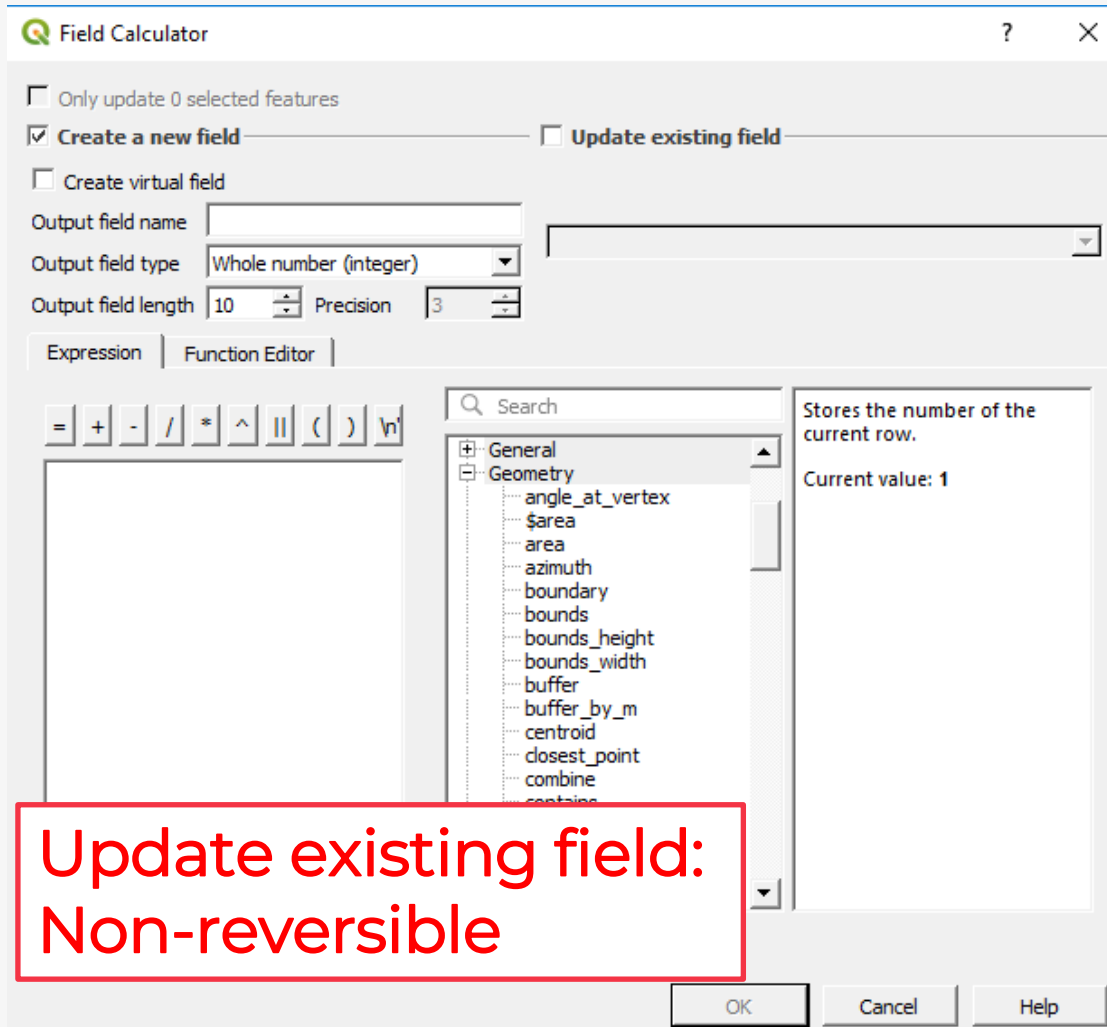 Field Calculator ?
Only update 0 selected features
Create a new field
Update existing field
Create virtual field
Output field name
Output field type Whole number (integer)
Output field length 10 Precision 3
Expression Function Editor
= + - / * ^ || ( ) \n'
Search
General
Geometry
angle_at_vertex
$area
area
azimuth
boundary
bounds
bounds_height
bounds_width
buffer
buffer_by_m
centroid
closest_point
combine
contains
Stores the number of the
current row.
Current value: 1
Update existing field:
Non-reversible
OK Cancel Help